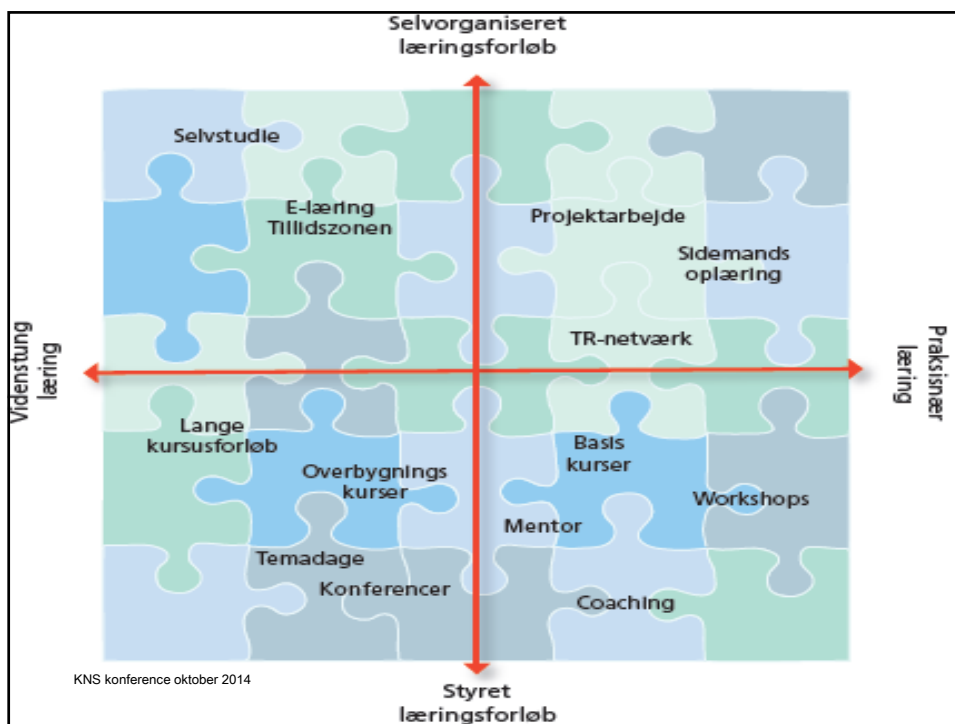 Selvorganiseret
læringsforløb
Selvstudie
E-læring
Tillidszonen
Projektarbejde
Sidemands
oplæring
TR-netværk
Videnstung
læring
Praksisnær
læring
Lange
kursusforløb
Overbygnings
kurser
Basis
kurser
Workshops
Mentor
Temadage
Konferencer
Coaching
KNS konference oktober 2014
Styret
læringsforløb